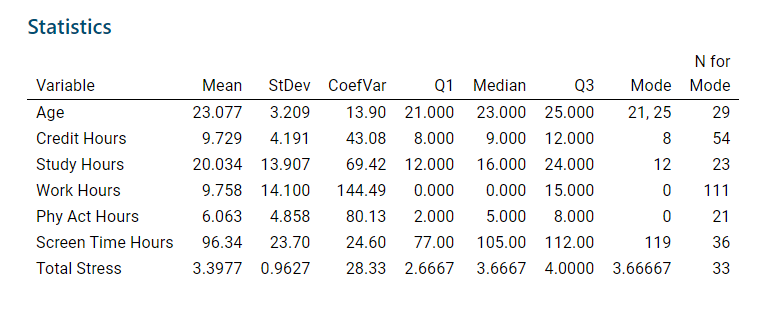 Statistics
N for
Variable Mean StDev CoefVar Q1 Median Q3 Mode Mode
Age 23.077 3.209 13.90 21.000 23.000 25.000 21, 25 29
Credit Hours 9.729 4.191 43.08 8.000 9.000 12.000 8 54
Study Hours 20.034 13.907 69.42 12.000 16.000 24.000 12 23
Work Hours 9.758 14.100 144.49 0.000 0.000 15.000 0 111
Phy Act Hours 6.063 4.858 80.13 2.000 5.000 8.000 0 21
Screen Time Hours 96.34 23.70 24.60 77.00 105.00 112.00 119 36
Total Stress 3.3977 0.9627 28.33 2.6667 3.6667 4.0000 3.66667 33